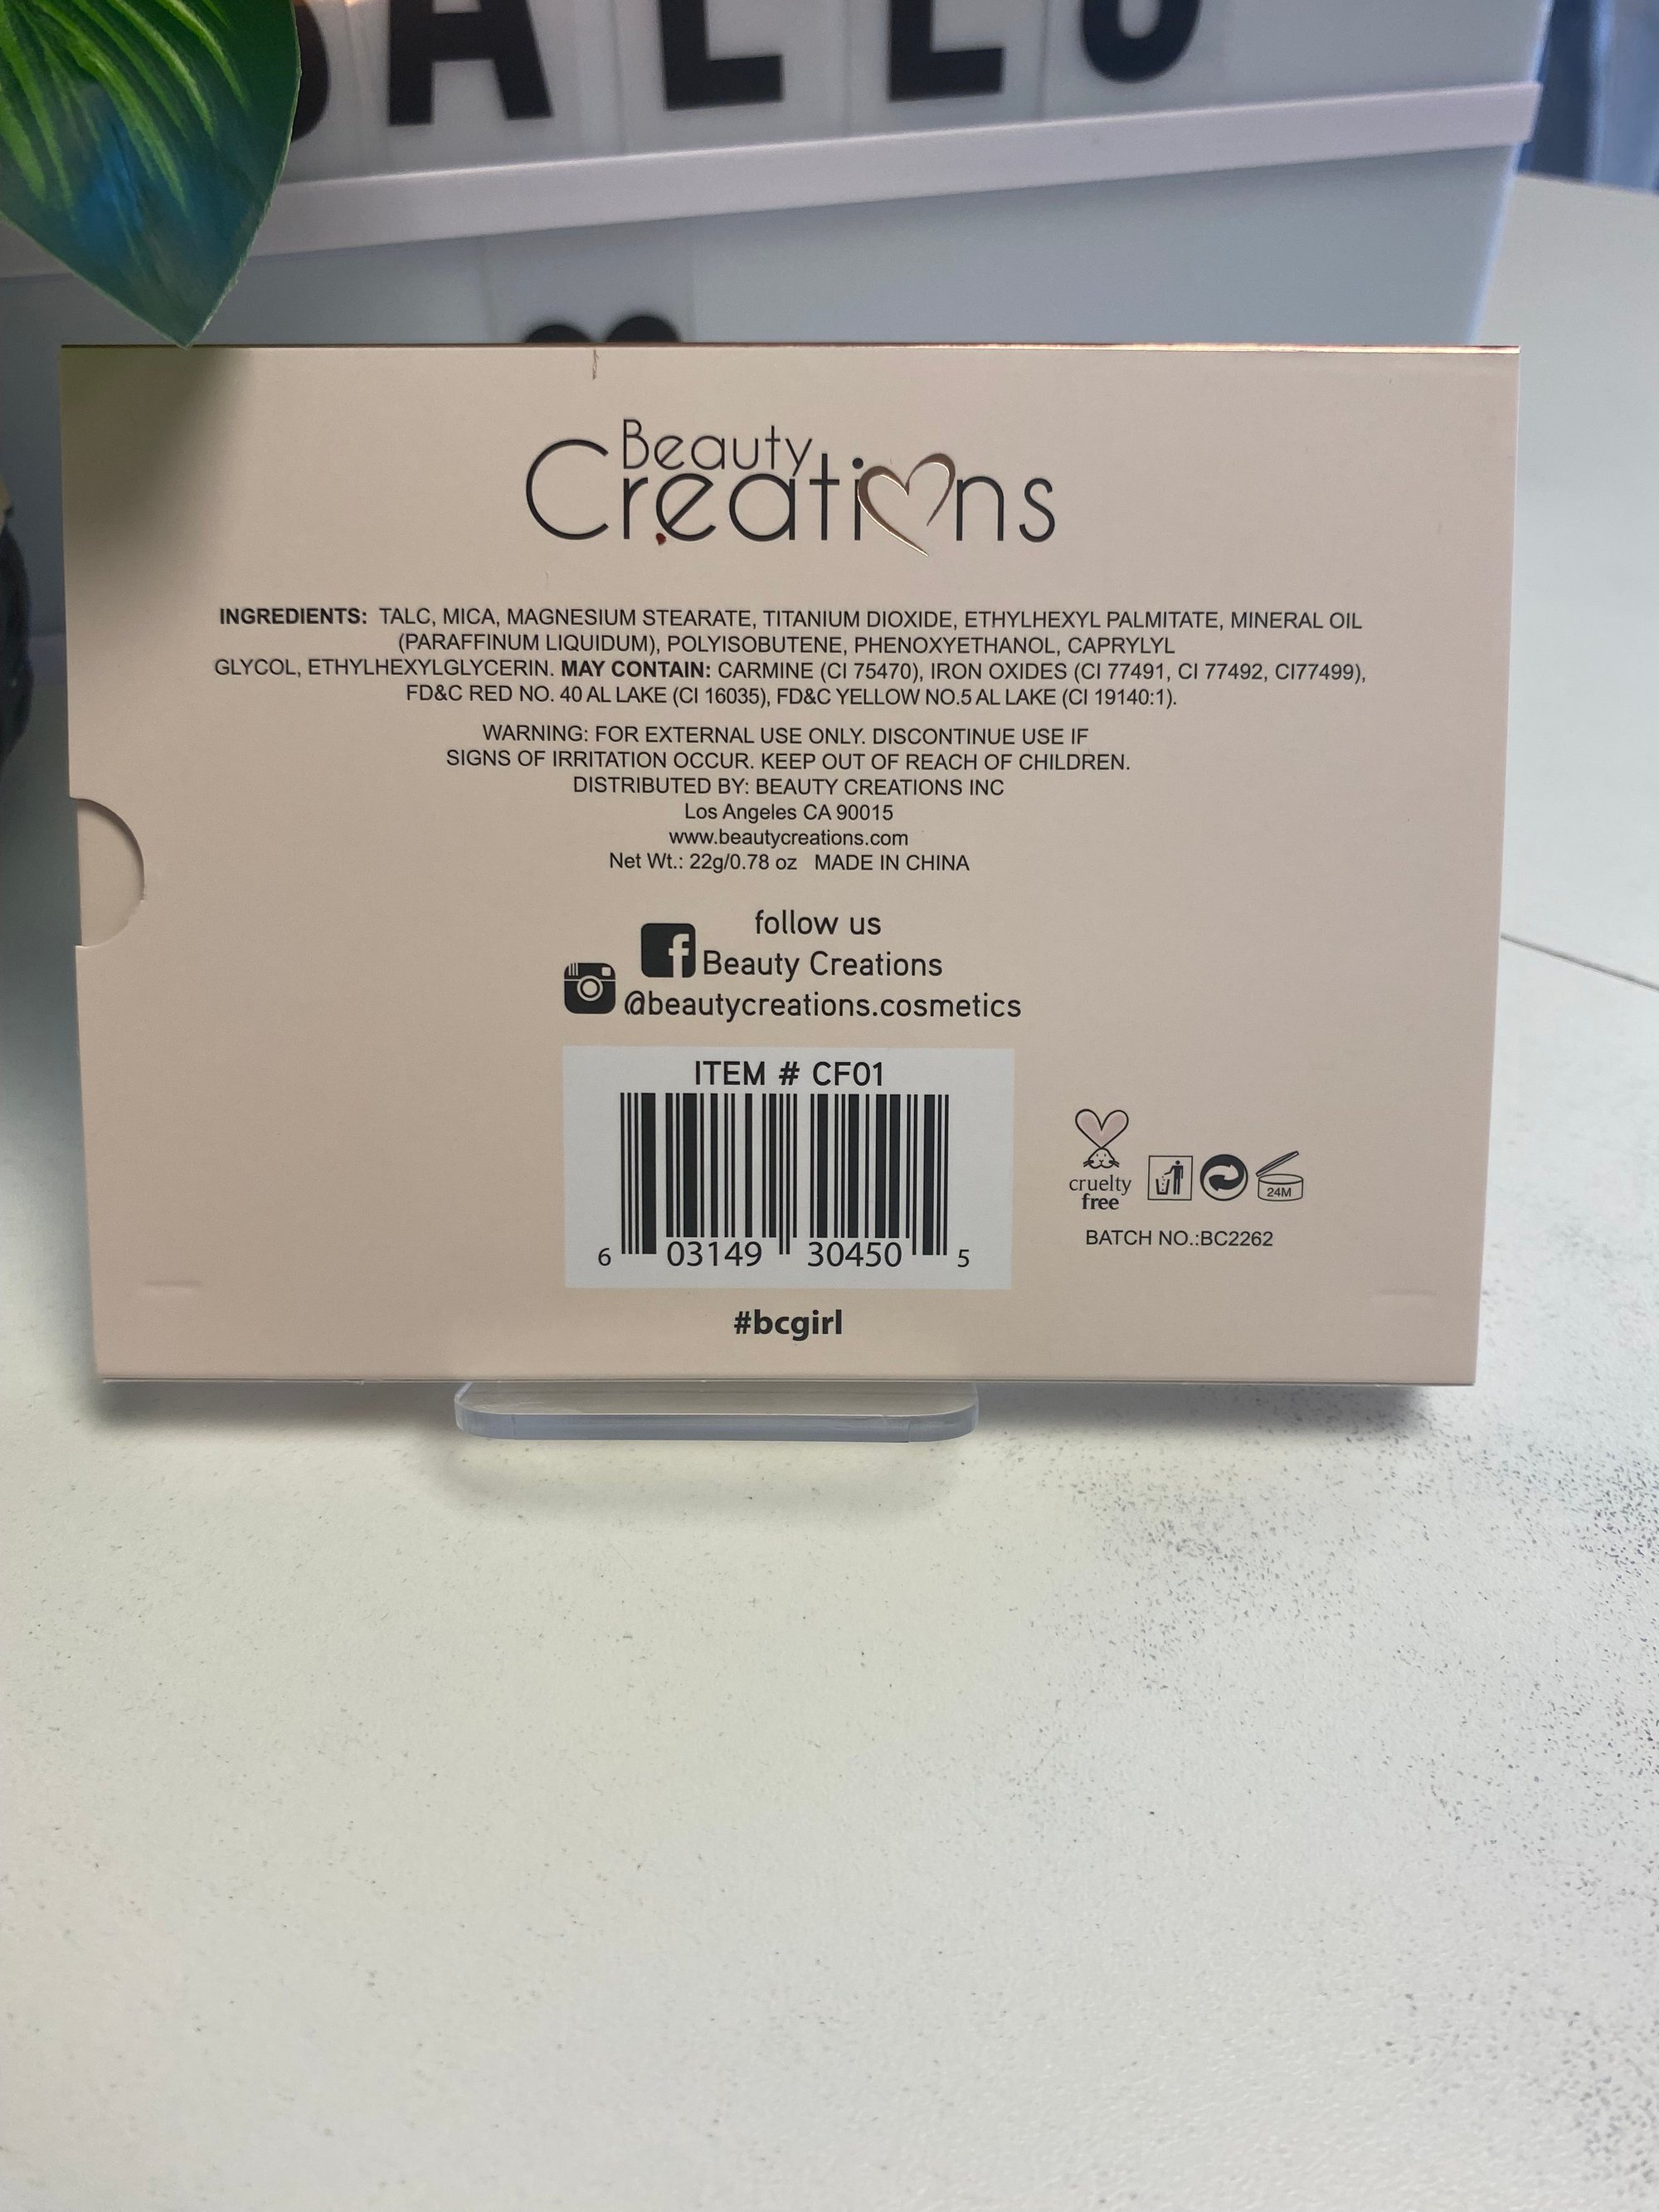 SALES
Beauty
Creations
INGREDIENTS: TALC, MICA, MAGNESIUM STEARATE, TITANIUM DIOXIDE, ETHYLHEXYL PALMITATE, MINERAL OIL
(PARAFFINUM LIQUIDUM), POLYISOBUTENE, PHENOXYETHANOL, CAPRYLYL
GLYCOL, ETHYLHEXYLGLYCERIN. MAY CONTAIN: CARMINE (CI 75470), IRON OXIDES (CI 77491, CI 77492, CI77499),
FD&C RED NO. 40 AL LAKE (CI 16035), FD&C YELLOW NO.5 AL LAKE (CI 19140:1).
WARNING: FOR EXTERNAL USE ONLY. DISCONTINUE USE IF
SIGNS OF IRRITATION OCCUR. KEEP OUT OF REACH OF CHILDREN.
DISTRIBUTED BY: BEAUTY CREATIONS INC
Los Angeles CA 90015
www.beautycreations.com
Net Wt.: 22g/0.78 oz MADE IN CHINA
follow us
Beauty Creations
@beautycreations.cosmetics
ITEM # CF01
6 03149 30450 5
cruelty
free
24M
BATCH NO.:BC2262
#bcgirl